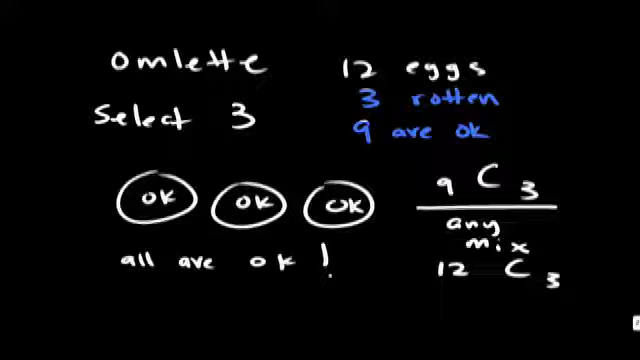 omlette
Select 3
12 eggs
3 rotten
9 are ok
ok ok ok
all are ok !
9 C 3
any
mix
12 C 3